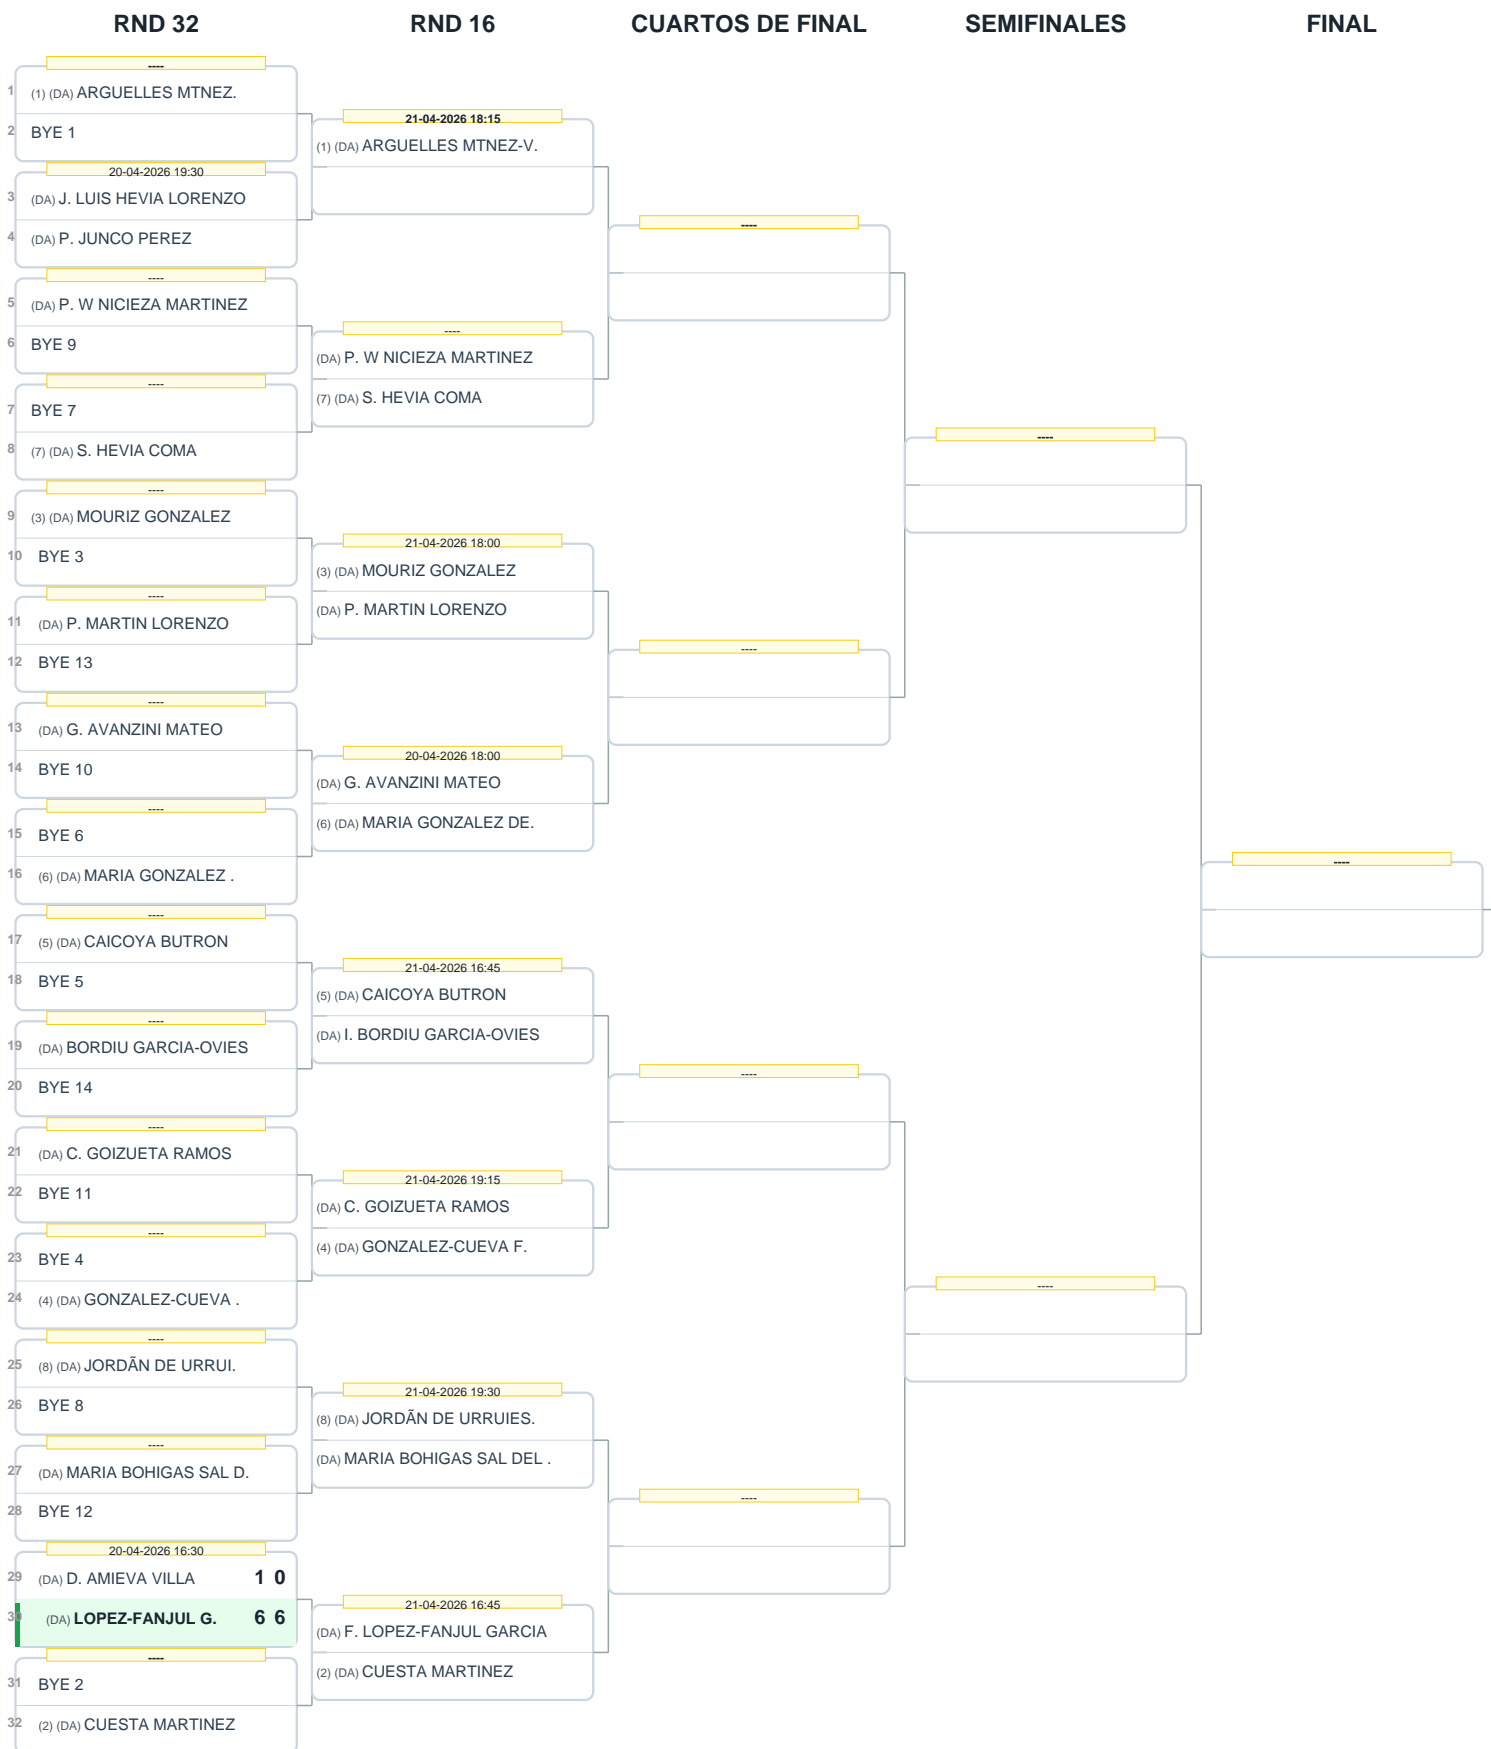 RND 32
RND 16
CUARTOS DE FINAL
SEMIFINALES
FINAL
----
1 (1) (DA) ARGUELLES MTNEZ.
2 BYE 1
20-04-2026 19:30
3 (DA) J. LUIS HEVIA LORENZO
4 (DA) P. JUNCO PEREZ
----
5 (DA) P. W NICIEZA MARTINEZ
6 BYE 9
----
7 BYE 7
8 (7) (DA) S. HEVIA COMA
----
9 (3) (DA) MOURIZ GONZALEZ
10 BYE 3
----
11 (DA) P. MARTIN LORENZO
12 BYE 13
----
13 (DA) G. AVANZINI MATEO
14 BYE 10
----
15 BYE 6
16 (6) (DA) MARIA GONZALEZ .
----
17 (5) (DA) CAICOYA BUTRON
18 BYE 5
----
19 (DA) BORDIU GARCIA-OVIES
20 BYE 14
----
21 (DA) C. GOIZUETA RAMOS
22 BYE 11
----
23 BYE 4
24 (4) (DA) GONZALEZ-CUEVA .
----
25 (8) (DA) JORDÃN DE URRUI.
26 BYE 8
----
27 (DA) MARIA BOHIGAS SAL D.
28 BYE 12
20-04-2026 16:30
29 (DA) D. AMIEVA VILLA 1 0
30 (DA) LOPEZ-FANJUL G. 6 6
----
31 BYE 2
32 (2) (DA) CUESTA MARTINEZ
21-04-2026 18:15
(1) (DA) ARGUELLES MTNEZ-V.
----
(DA) P. W NICIEZA MARTINEZ
(7) (DA) S. HEVIA COMA
21-04-2026 18:00
(3) (DA) MOURIZ GONZALEZ
(DA) P. MARTIN LORENZO
20-04-2026 18:00
(DA) G. AVANZINI MATEO
(6) (DA) MARIA GONZALEZ DE.
21-04-2026 16:45
(5) (DA) CAICOYA BUTRON
(DA) I. BORDIU GARCIA-OVIES
21-04-2026 19:15
(DA) C. GOIZUETA RAMOS
(4) (DA) GONZALEZ-CUEVA F.
21-04-2026 19:30
(8) (DA) JORDÃN DE URRUIES.
(DA) MARIA BOHIGAS SAL DEL .
21-04-2026 16:45
(DA) F. LOPEZ-FANJUL GARCIA
(2) (DA) CUESTA MARTINEZ
----
----
----
----
----
----
----